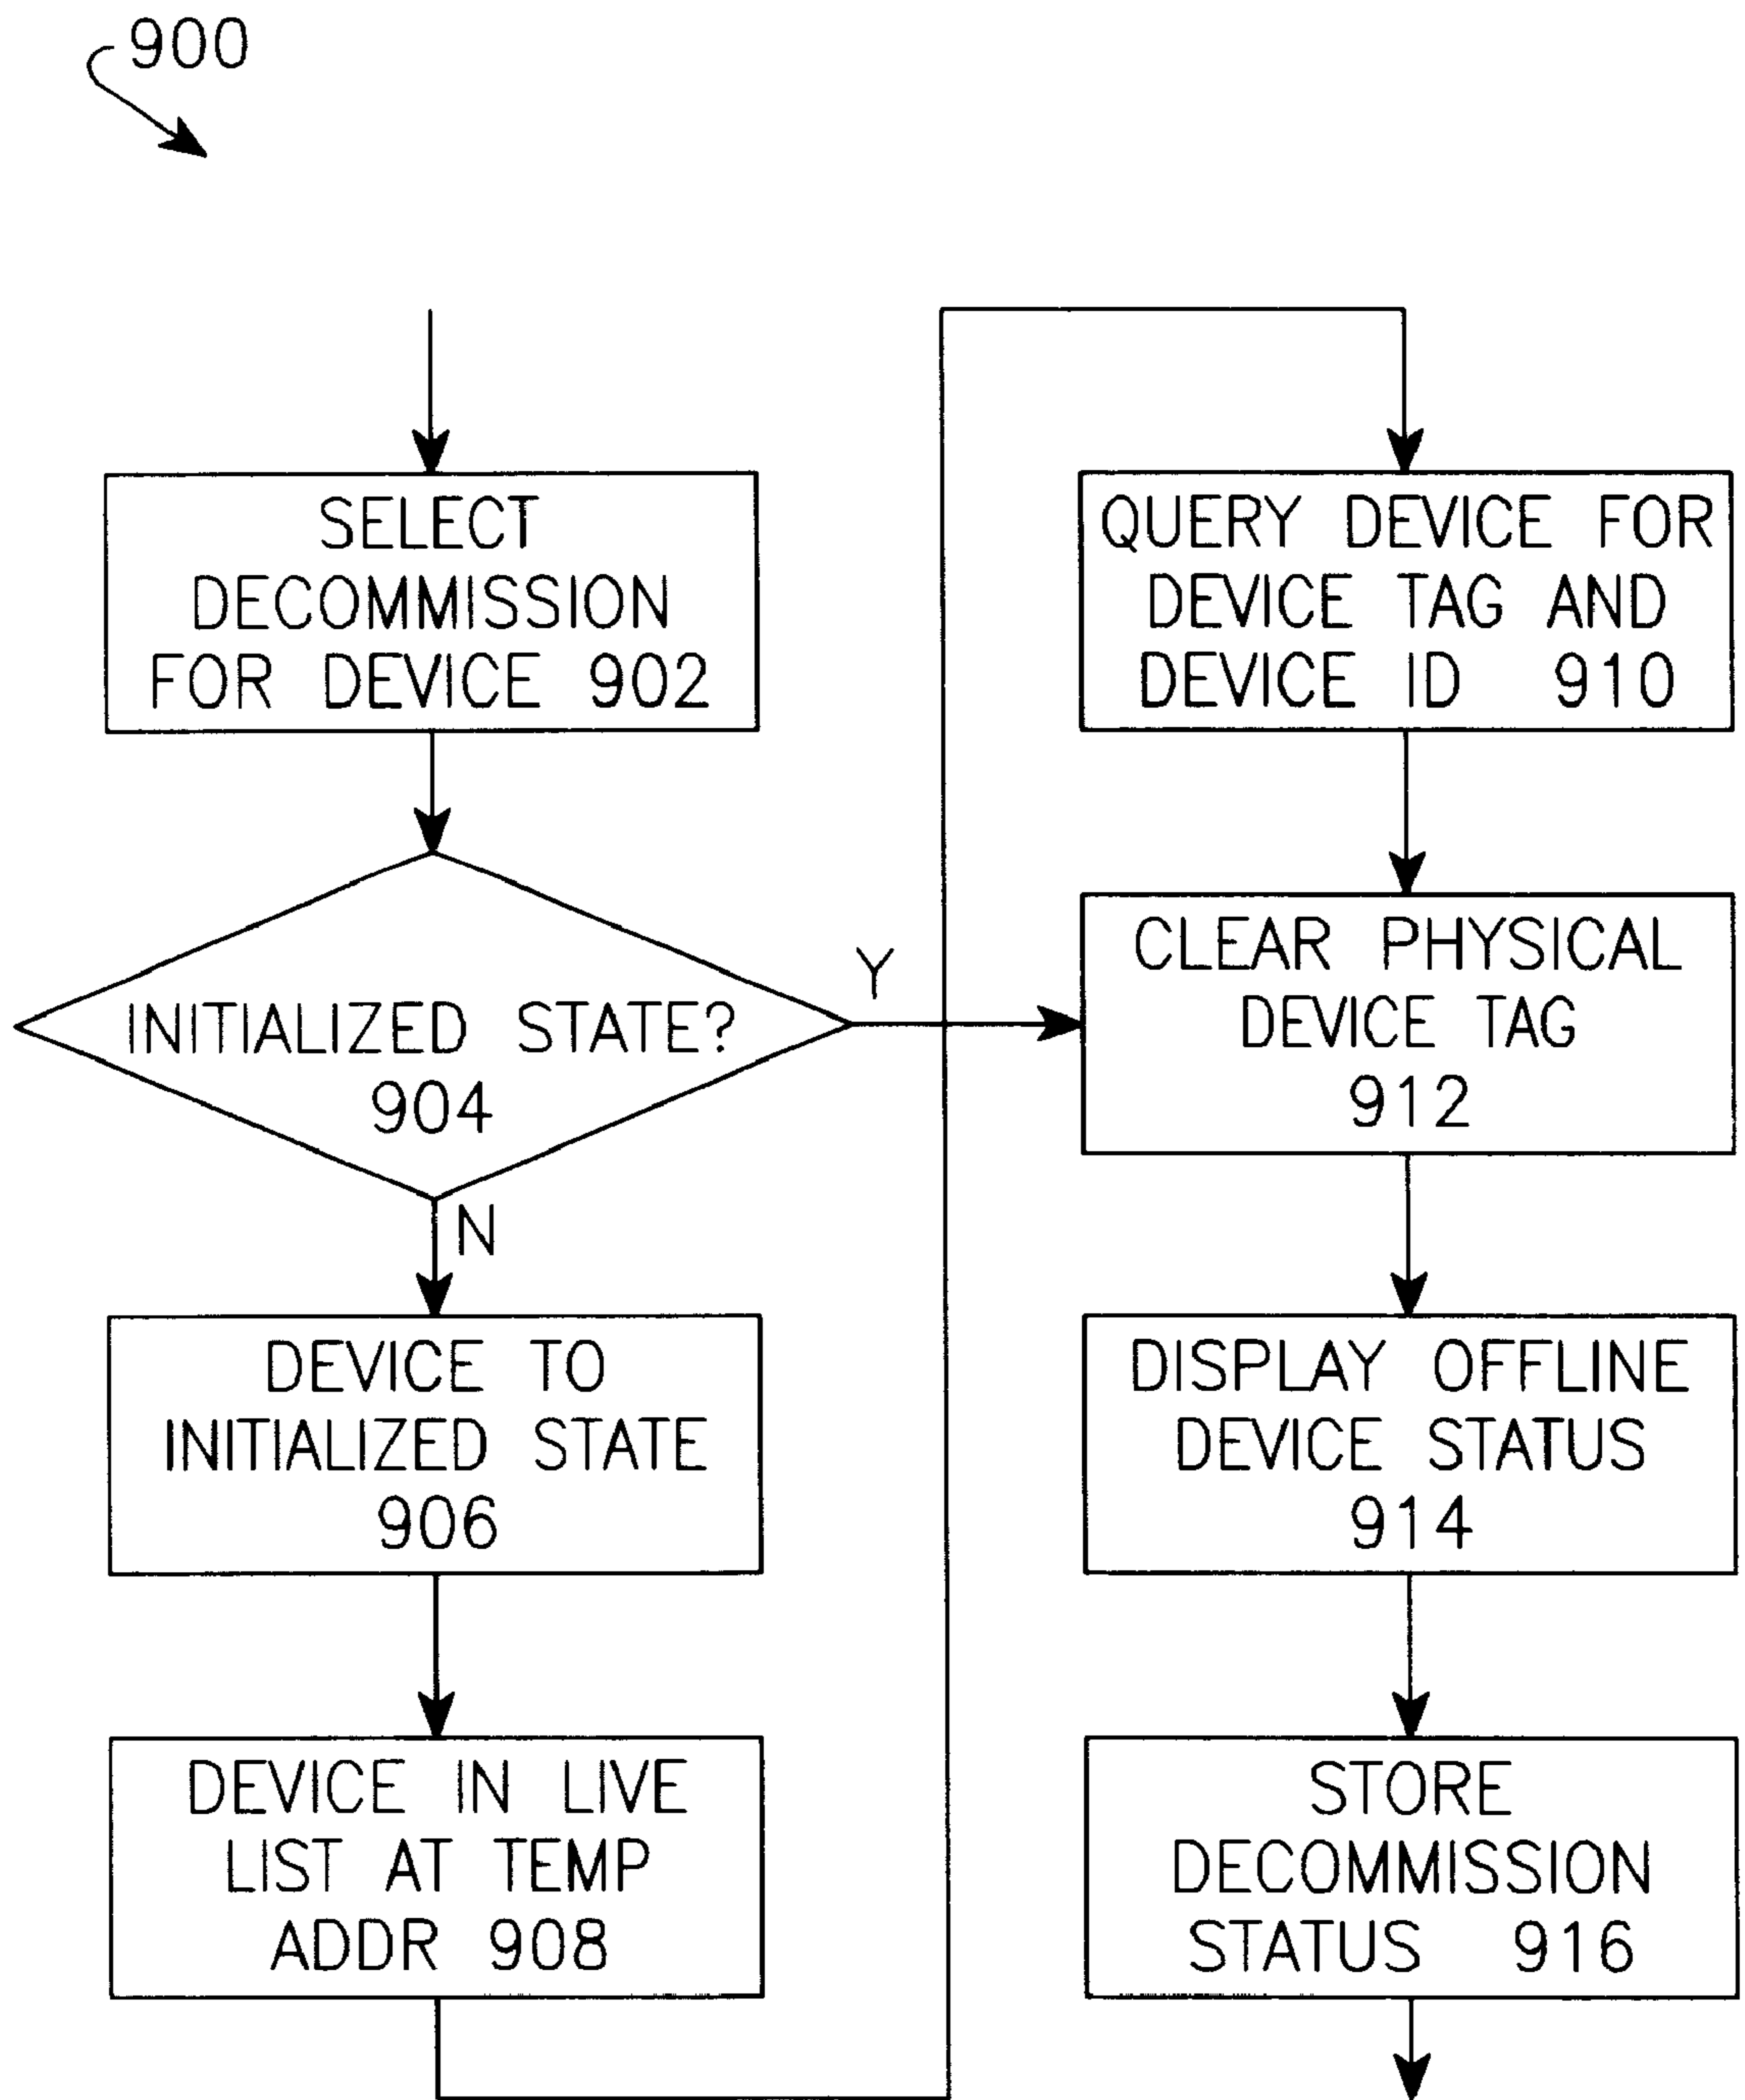 900
SELECT
DECOMMISSION
FOR DEVICE 902
INITIALIZED STATE?
904
Y
N
DEVICE TO
INITIALIZED STATE
906
DEVICE IN LIVE
LIST AT TEMP
ADDR 908
QUERY DEVICE FOR
DEVICE TAG AND
DEVICE ID 910
CLEAR PHYSICAL
DEVICE TAG
912
DISPLAY OFFLINE
DEVICE STATUS
914
STORE
DECOMMISSION
STATUS 916